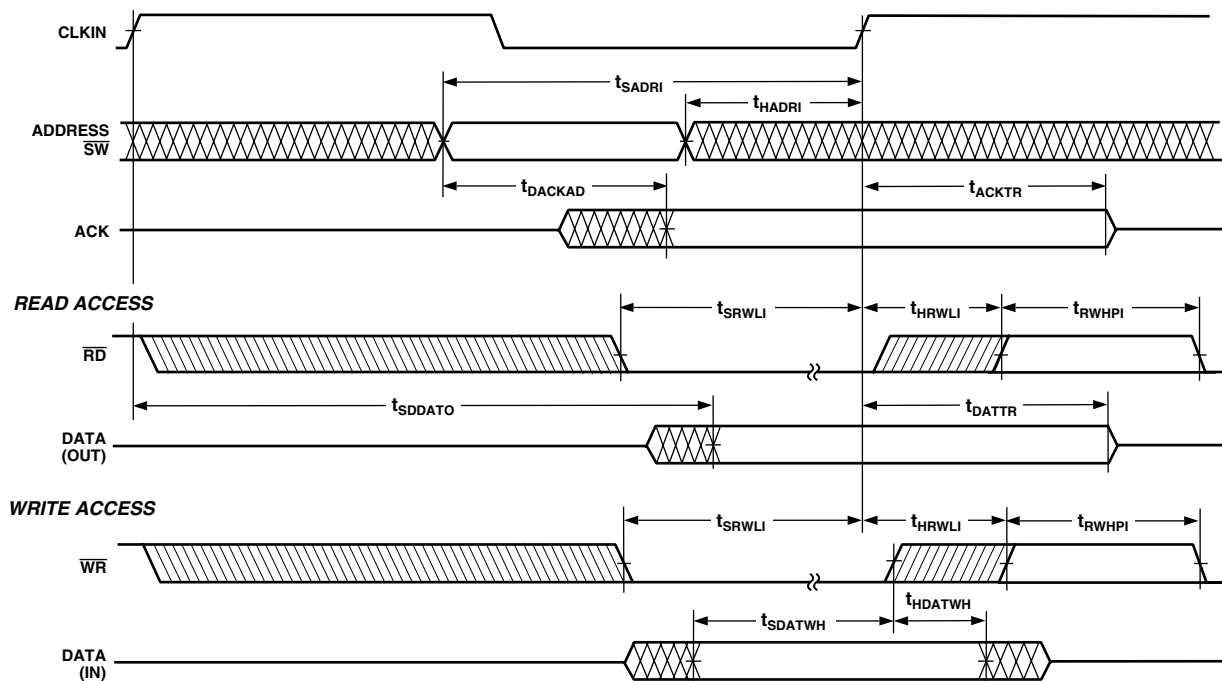 CLKIN
tSADRI
tHADRI
ADDRESS
SW
tDACKAD
tACKTR
ACK
READ ACCESS
tSRWLI
tHRWLI
tRWHPI
RD
tSDDATO
tDATTR
DATA
(OUT)
WRITE ACCESS
tSRWLI
tHRWLI
tRWHPI
WR
tHDATWH
tSDATWH
DATA
(IN)